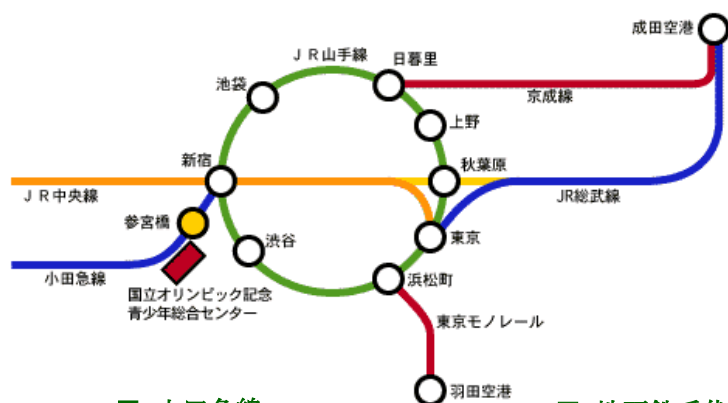 成田空港
ＪＲ山手線
日暮里
池袋
京成線
上野
新宿
秋葉原
ＪＲ中央線
JR総武線
参宮橋
渋谷
東京
小田急線
浜松町
国立オリンピック記念
青少年総合センター
東京モノレール
羽田空港